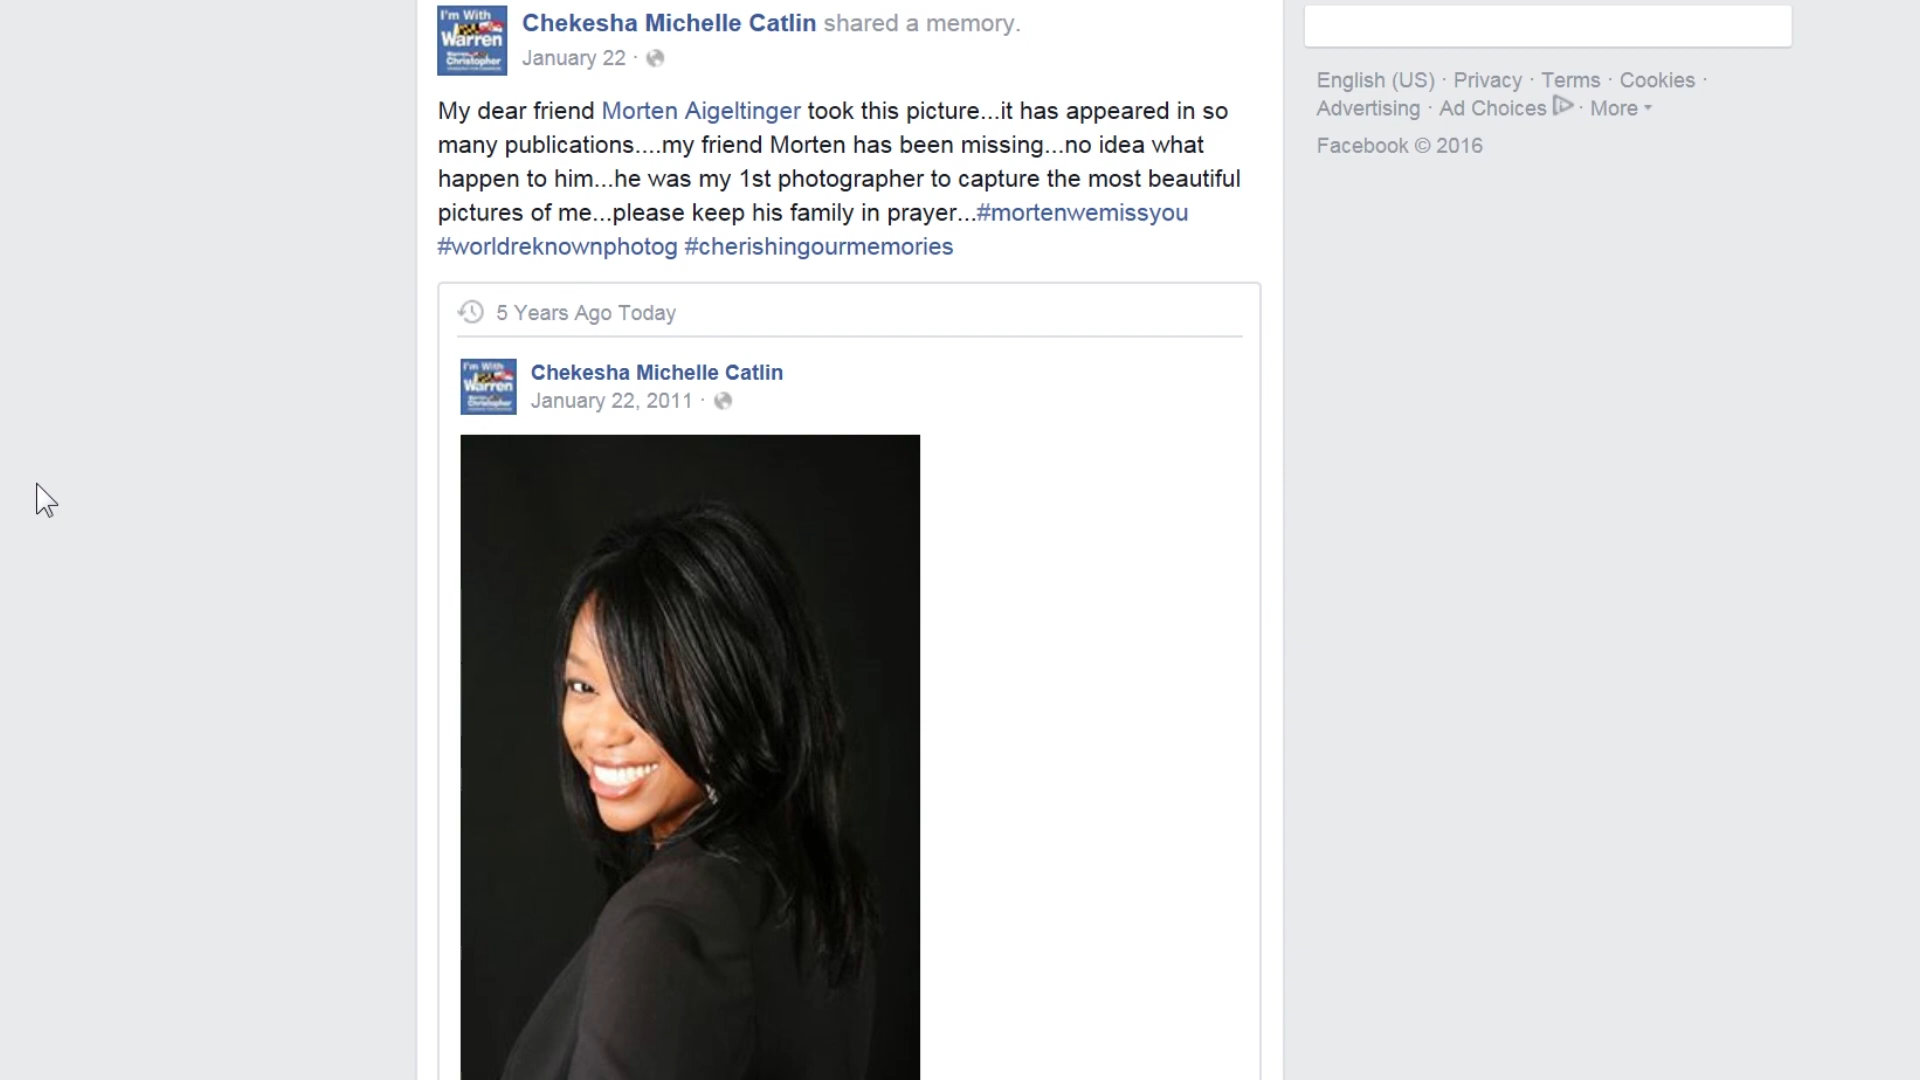 I'm With
Warren
Christopher
Chekesha Michelle Catlin shared a memory.
January 22 ·
My dear friend Morten Aigeltinger took this picture...it has appeared in so
many publications....my friend Morten has been missing...no idea what
happen to him...he was my 1st photographer to capture the most beautiful
pictures of me...please keep his family in prayer...#mortenwemissyou
#worldreknownphotog #cherishingourmemories
5 Years Ago Today
I'm With
Warren
Christopher
Chekesha Michelle Catlin
January 22, 2011 ·
English (US) · Privacy · Terms · Cookies ·
Advertising · Ad Choices · More
Facebook © 2016